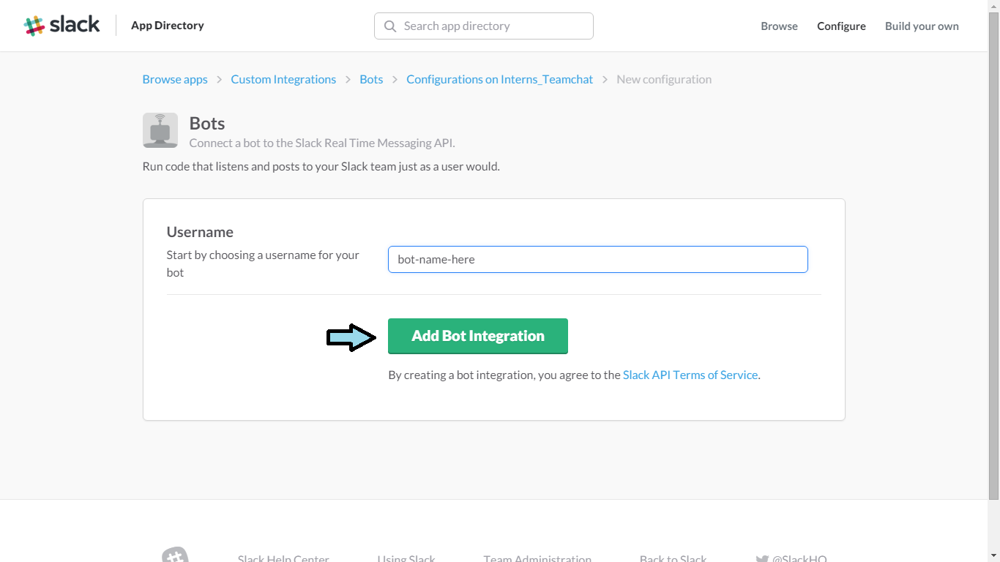 slack
App Directory
Search app directory
Browse Configure Build your own
Browse apps > Custom Integrations > Bots > Configurations on Interns_Teamchat > New configuration
Bots
Connect a bot to the Slack Real Time Messaging API.
Run code that listens and posts to your Slack team just as a user would.
Username
Start by choosing a username for your
bot
bot-name-here
Add Bot Integration
By creating a bot integration, you agree to the Slack API Terms of Service.
Slack Help Center Using Slack Team Administration Back to Slack @SlackHQ